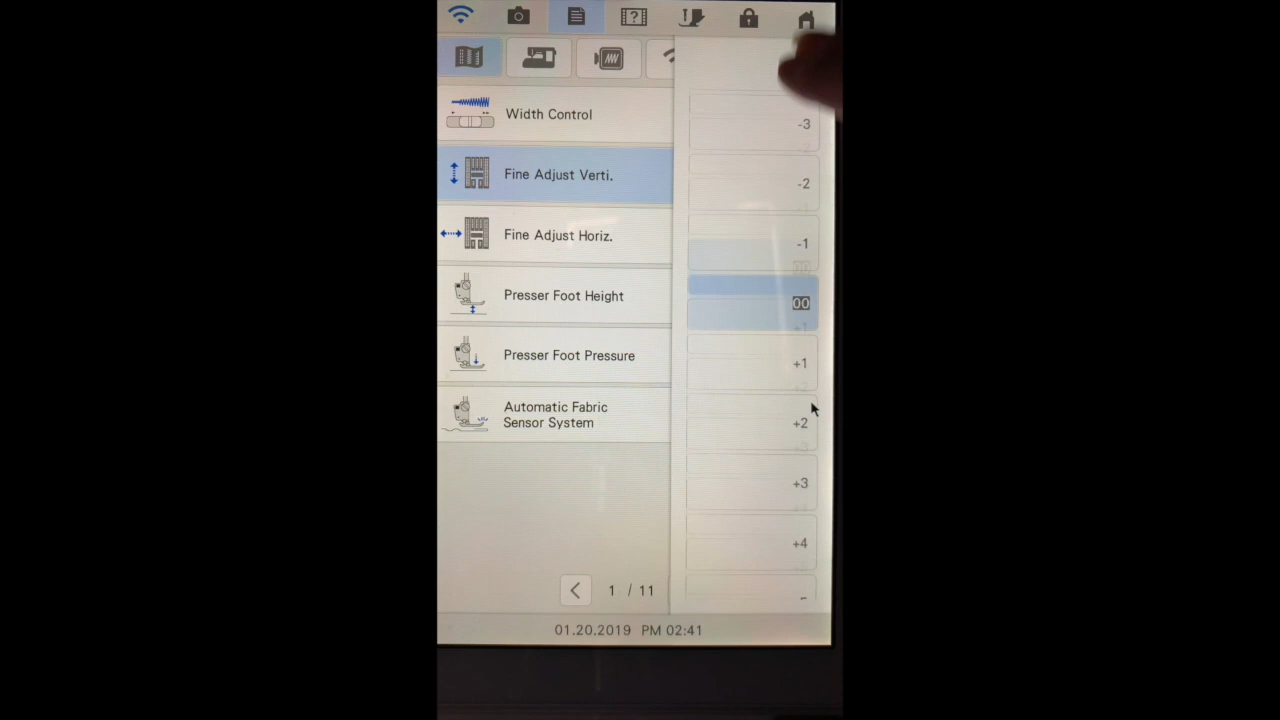 Width Control
Fine Adjust Verti.
Fine Adjust Horiz.
Presser Foot Height
Presser Foot Pressure
Automatic Fabric
Sensor System
1 / 11
01.20.2019 PM 02:41
-3
-2
-1
00
+1
+2
+3
+4